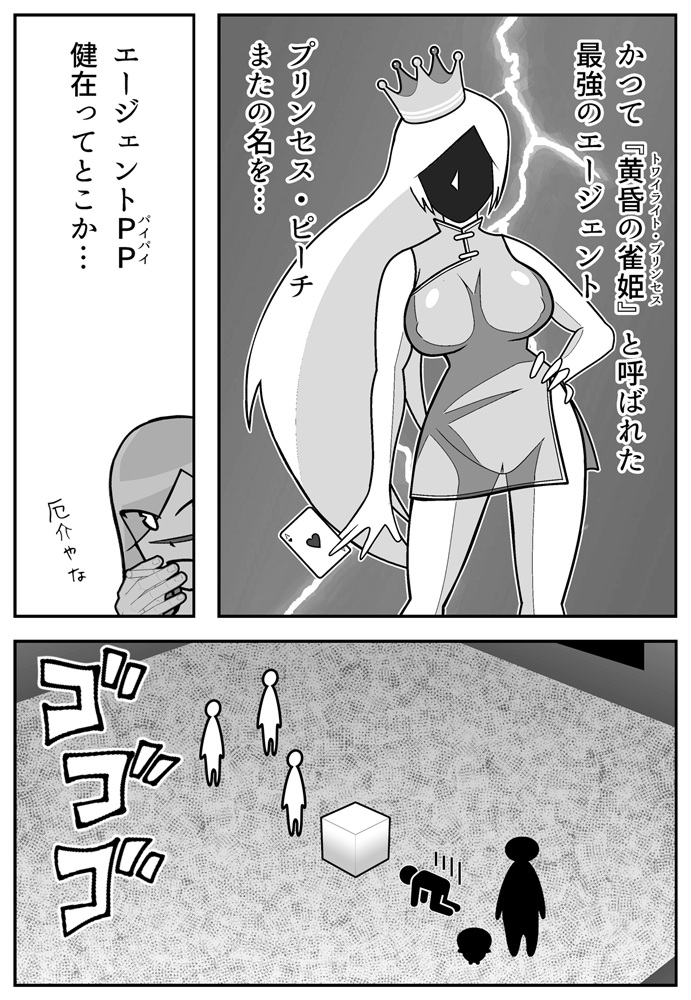 かつて『黄昏の雀姫』と呼ばれた
トワイライト・プリンセス
最強のエージェント
プリンセス・ピーチ
またの名を…
エージェントＰＰ
パイパイ
健在ってとこか…
厄介やな
ゴゴゴ